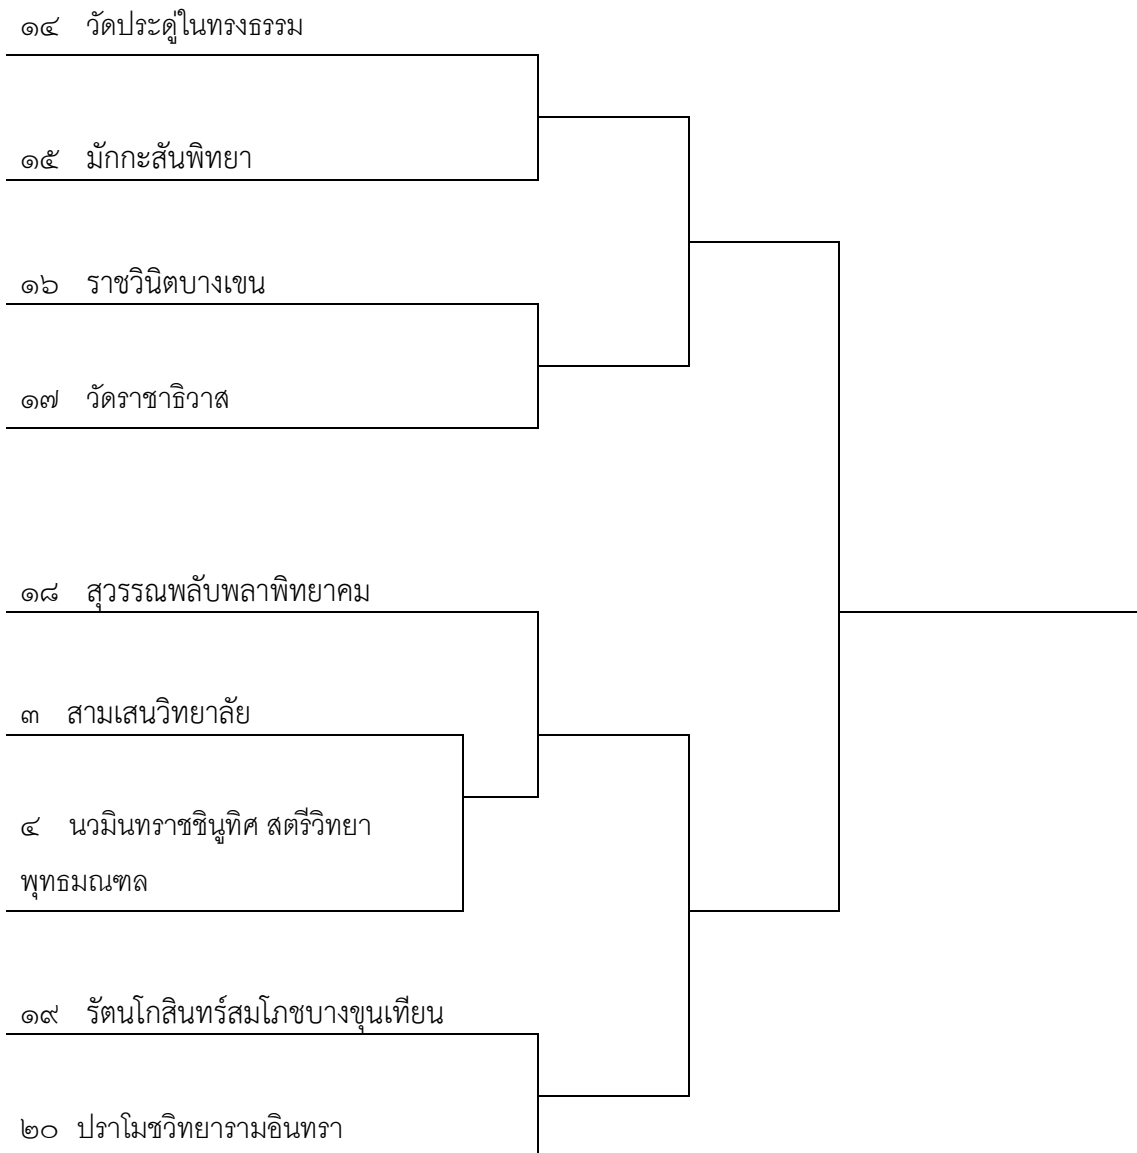 ๑๔ วัดประดู่ในทรงธรรม
๑๕ มักกะสันพิทยา
๑๖ ราชวินิตบางเขน
๑๗ วัดราชาธิวาส
๑๘ สุวรรณพลับพลาพิทยาคม
๓ สามเสนวิทยาลัย
๔ นวมินทราชชินูทิศ สตรีวิทยา
พุทธมณฑล
๑๙ รัตนโกสินทร์สมโภชบางขุนเทียน
๒๐ ปราโมชวิทยารามอินทรา